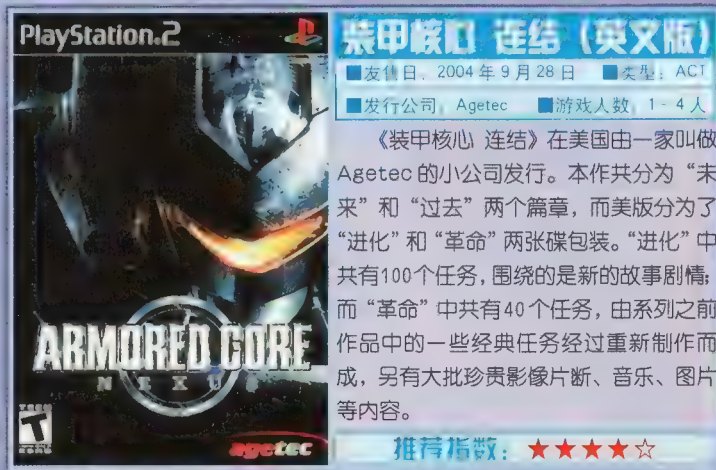 PlayStation.2
ARMORED CORE
NEXU
TEEN
T
agetec
装甲核心 连结（英文版）
■发售日：2004年9月28日 ■类型：ACT
■发行公司：Agetec ■游戏人数：1-4人
《装甲核心 连结》在美国由一家叫做
Agetec的小公司发行。本作共分为“未
来”和“过去”两个篇章，而美版分为了
“进化”和“革命”两张碟包装。“进化”中
共有100个任务，围绕的是新的故事剧情；
而“革命”中共有40个任务，由系列之前
作品中的一些经典任务经过重新制作而
成，另有大批珍贵影像片断、音乐、图片
等内容。
推荐指数：★★★★☆